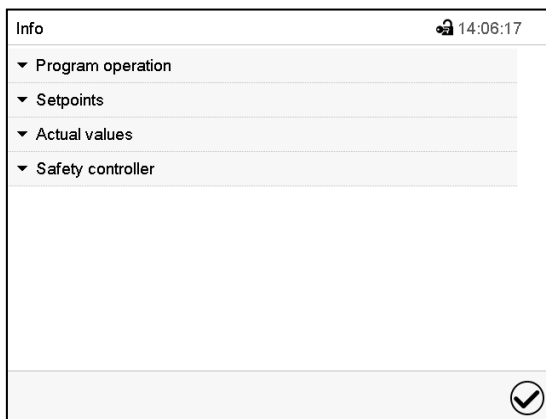 Info 14:06:17
Program operation
Setpoints
Actual values
Safety controller